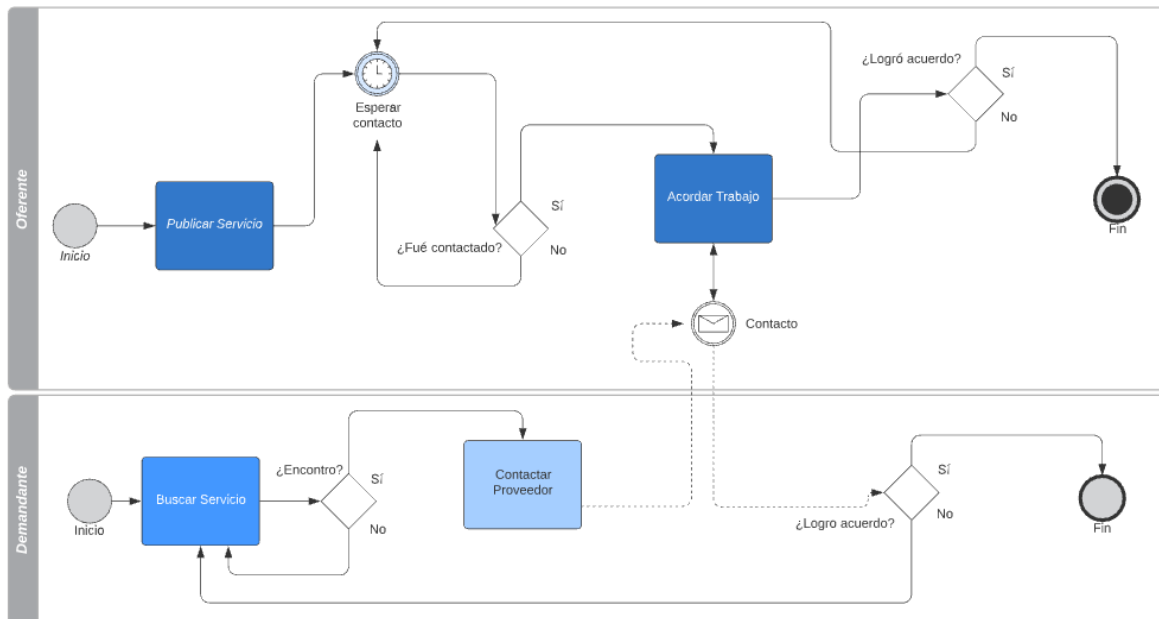 Oferente
Inicio
Publicar Servicio
Esperar
contacto
¿Fué contactado?
Sí
No
Acordar Trabajo
Contacto
¿Logró acuerdo?
Sí
No
Fin
Demandante
Inicio
Buscar Servicio
¿Encontro?
Sí
No
Contactar
Proveedor
¿Logro acuerdo?
Sí
No
Fin